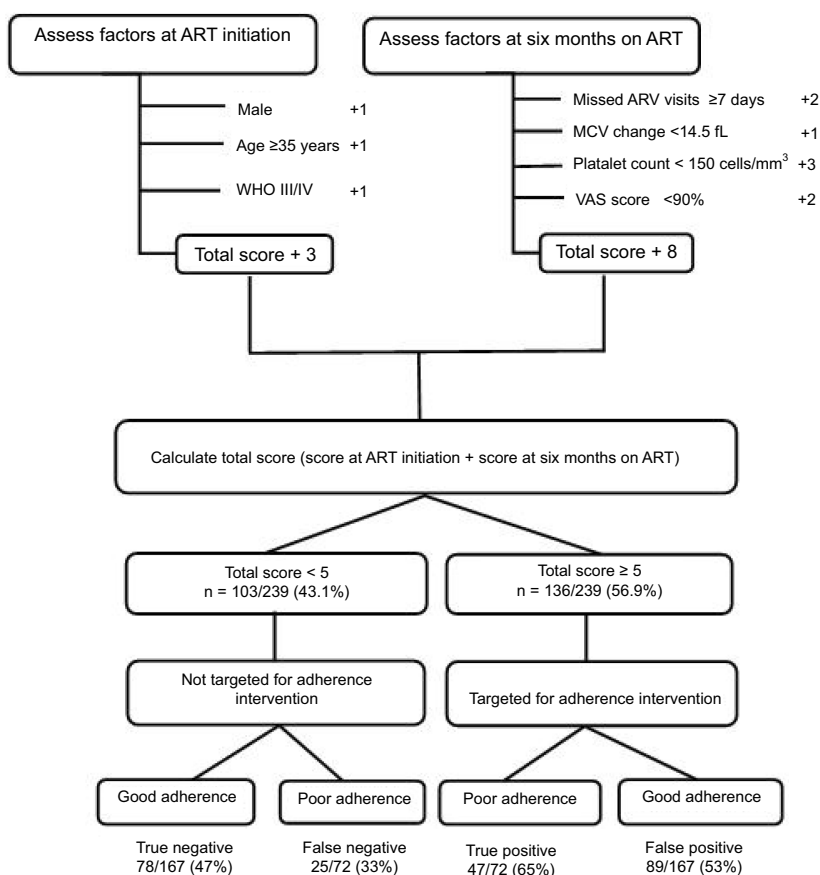 Assess factors at ART initiation
Male +1
Age ≥35 years +1
WHO III/IV +1
Total score + 3
Assess factors at six months on ART
Missed ARV visits ≥7 days +2
MCV change <14.5 fL +1
Platalet count < 150 cells/mm³ +3
VAS score <90% +2
Total score + 8
Calculate total score (score at ART initiation + score at six months on ART)
Total score < 5
n = 103/239 (43.1%)
Total score ≥ 5
n = 136/239 (56.9%)
Not targeted for adherence
intervention
Targeted for adherence intervention
Good adherence
Poor adherence
Poor adherence
Good adherence
True negative
78/167 (47%)
False negative
25/72 (33%)
True positive
47/72 (65%)
False positive
89/167 (53%)